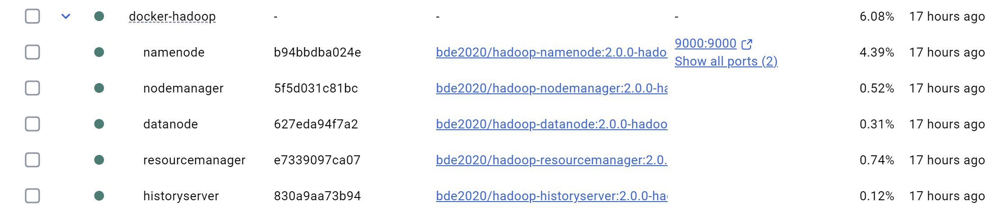 docker-hadoop - - - 6.08% 17 hours ago
namenode b94bbdba024e bde2020/hadoop-namenode:2.0.0-hado 9000:9000 4.39% 17 hours ago
Show all ports (2)
nodemanager 5f5d031c81bc bde2020/hadoop-nodemanager:2.0.0-ha 0.52% 17 hours ago
datanode 627eda94f7a2 bde2020/hadoop-datanode:2.0.0-hadoo 0.31% 17 hours ago
resourcemanager e7339097ca07 bde2020/hadoop-resourcemanager:2.0. 0.74% 17 hours ago
historyserver 830a9aa73b94 bde2020/hadoop-historyserver:2.0.0-ha 0.12% 17 hours ago